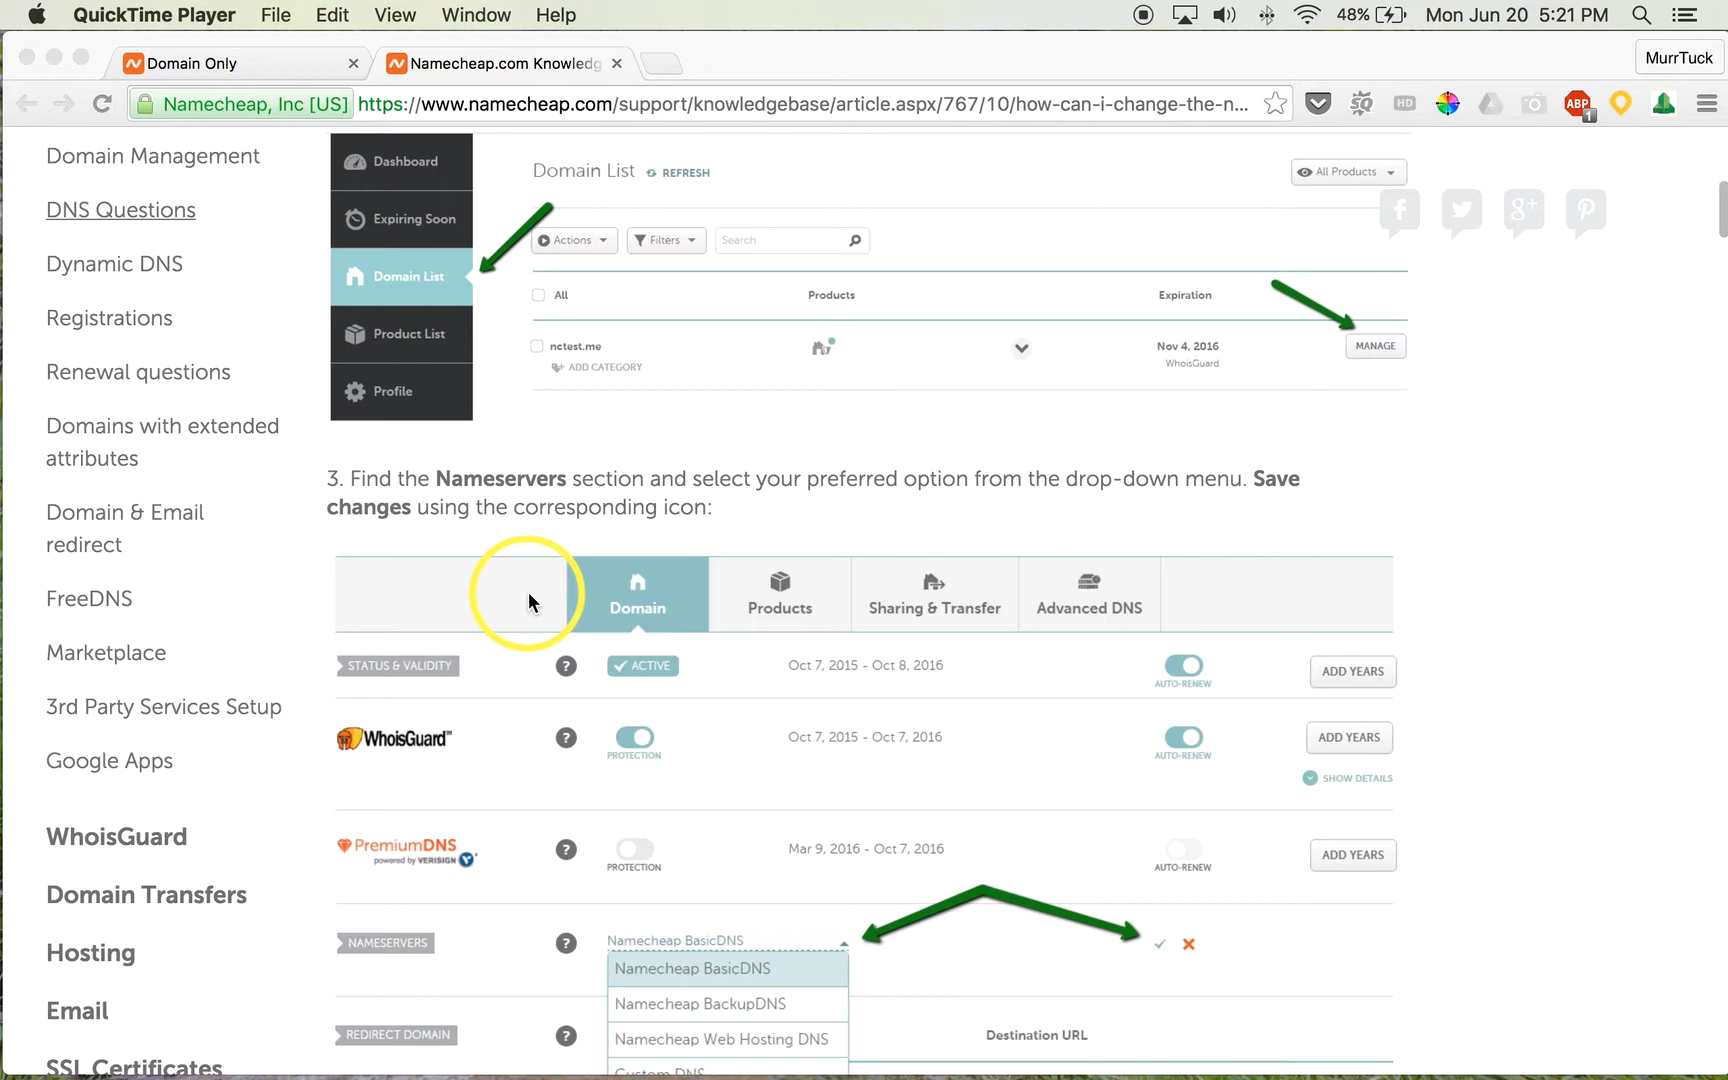 QuickTime Player File Edit View Window Help 48% Mon Jun 20 5:21 PM
Domain Only Namecheap.com Knowledg MurrTuck
Namecheap, Inc [US] https://www.namecheap.com/support/knowledgebase/article.aspx/767/10/how-can-i-change-the-n... HD ABP 1
Domain Management
DNS Questions
Dynamic DNS
Registrations
Renewal questions
Domains with extended
attributes
Domain & Email
redirect
FreeDNS
Marketplace
3rd Party Services Setup
Google Apps
WhoisGuard
Domain Transfers
Hosting
Email
SSL Certificates
Dashboard
Expiring Soon
Domain List
Product List
Profile
Domain List REFRESH All Products
Actions Filters Search
All Products Expiration
nctest.me Nov 4, 2016 MANAGE
ADD CATEGORY WhoisGuard
3. Find the Nameservers section and select your preferred option from the drop-down menu. Save
changes using the corresponding icon:
Domain Products Sharing & Transfer Advanced DNS
STATUS & VALIDITY ? ACTIVE Oct 7, 2015 - Oct 8, 2016 AUTO-RENEW ADD YEARS
WhoisGuard ? PROTECTION Oct 7, 2015 - Oct 7, 2016 AUTO-RENEW ADD YEARS
SHOW DETAILS
PremiumDNS ? PROTECTION Mar 9, 2016 - Oct 7, 2016 AUTO-RENEW ADD YEARS
powered by VERISIGN
NAMESERVERS ? Namecheap BasicDNS
Namecheap BasicDNS
Namecheap BackupDNS
Namecheap Web Hosting DNS
Custom DNS
REDIRECT DOMAIN ? Destination URL